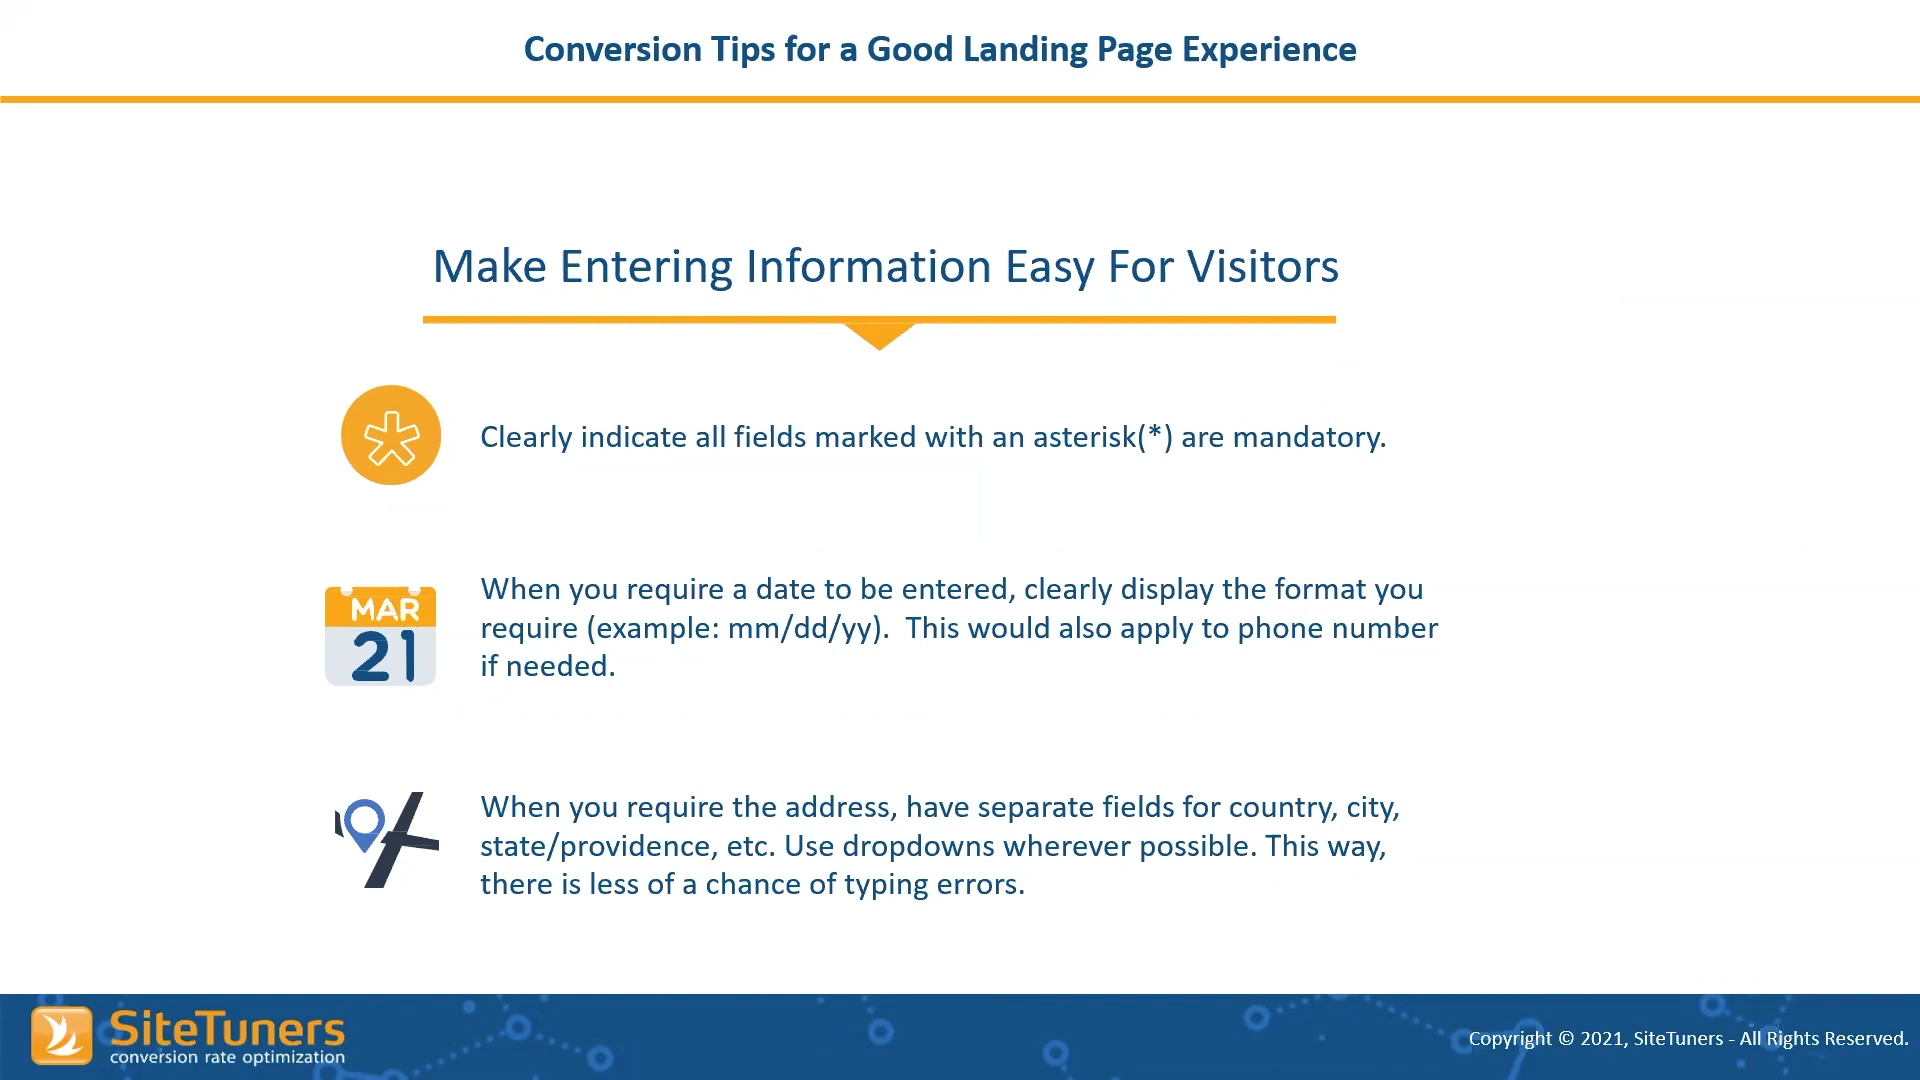 Conversion Tips for a Good Landing Page Experience
Make Entering Information Easy For Visitors
Clearly indicate all fields marked with an asterisk(*) are mandatory.
MAR
21
When you require a date to be entered, clearly display the format you
require (example: mm/dd/yy).  This would also apply to phone number
if needed.
When you require the address, have separate fields for country, city,
state/providence, etc. Use dropdowns wherever possible. This way,
there is less of a chance of typing errors.
SiteTuners
conversion rate optimization
Copyright © 2021, SiteTuners - All Rights Reserved.